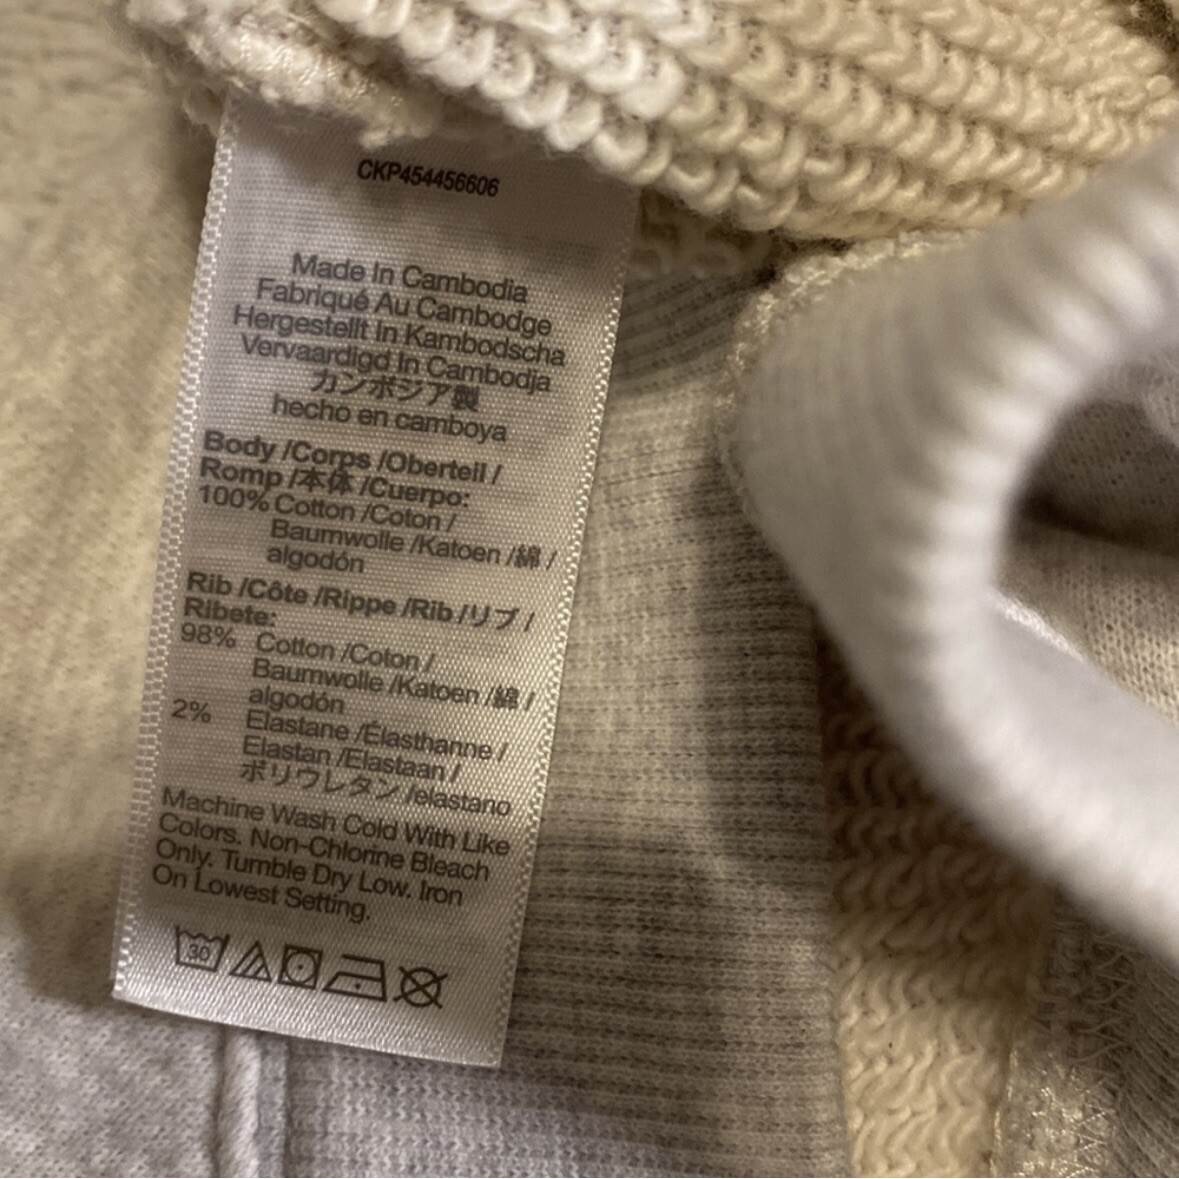 CKP454456606
Made In Cambodia
Fabriqué Au Cambodge
Hergestellt In Kambodscha
Vervaardigd In Cambodja
カンボジア製
hecho en camboya
Body /Corps /Oberteil /
Romp /本体 /Cuerpo:
100% Cotton /Coton /
Baumwolle /Katoen /綿 /
algodón
Rib /Côte /Rippe /Rib /リブ /
Ribete:
98% Cotton /Coton /
Baumwolle /Katoen /綿 /
algodón
2% Elastane /Élasthanne /
Elastan /Elastaan /
ポリウレタン /elastano
Machine Wash Cold With Like
Colors. Non-Chlorine Bleach
Only. Tumble Dry Low. Iron
On Lowest Setting.
30